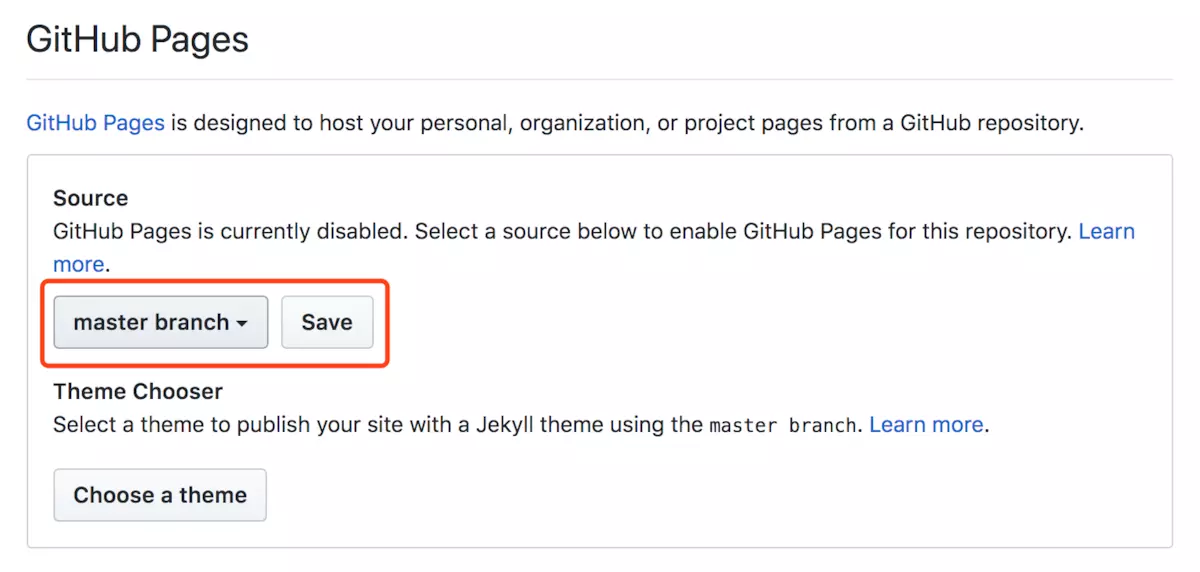 GitHub Pages
GitHub Pages is designed to host your personal, organization, or project pages from a GitHub repository.
Source
GitHub Pages is currently disabled. Select a source below to enable GitHub Pages for this repository. Learn
more.
master branch Save
Theme Chooser
Select a theme to publish your site with a Jekyll theme using the master branch. Learn more.
Choose a theme